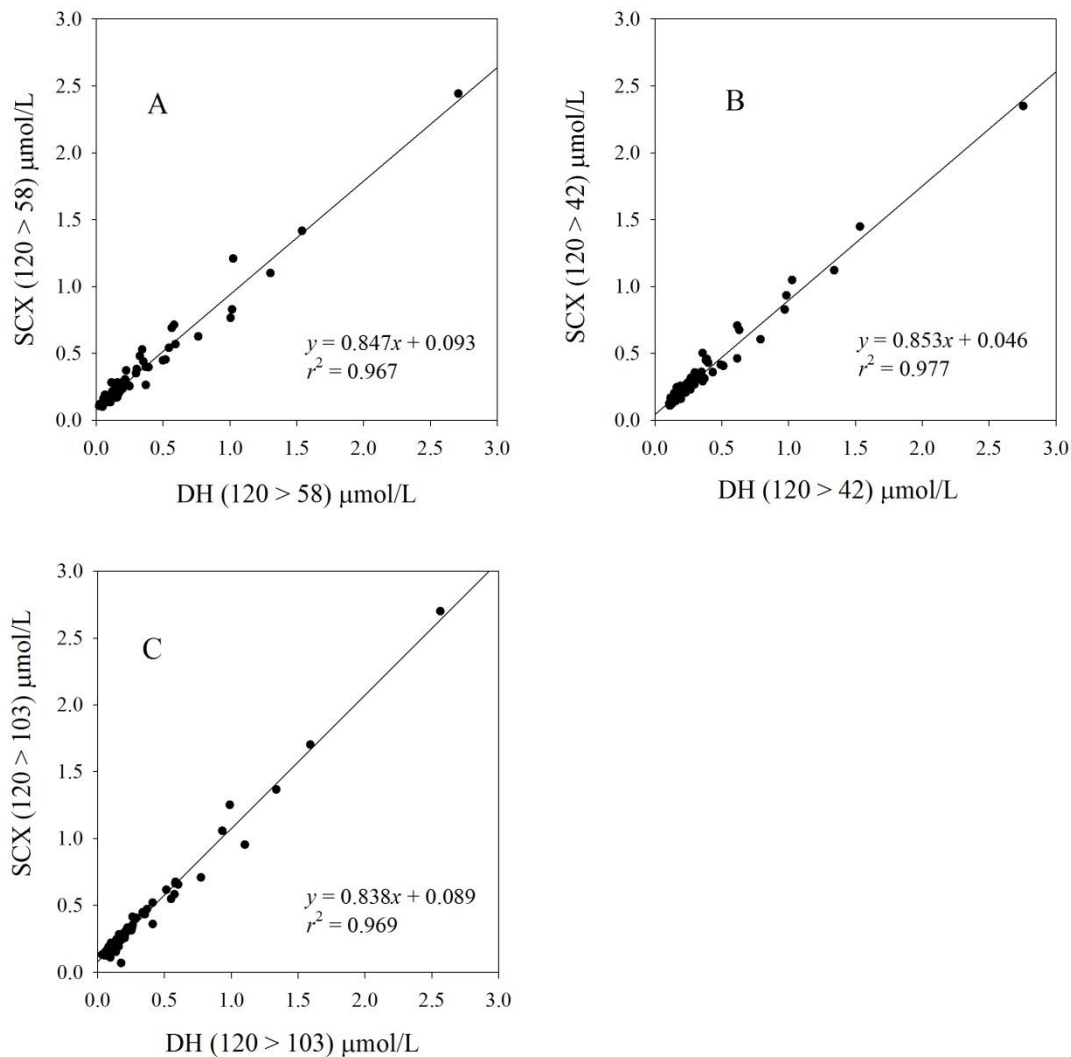 3.0
2.5
2.0
1.5
1.0
0.5
0.0
SCX (120 > 58) μmol/L
A
y = 0.847x + 0.093
r² = 0.967
0.0 0.5 1.0 1.5 2.0 2.5 3.0
DH (120 > 58) μmol/L
3.0
2.5
2.0
1.5
1.0
0.5
0.0
SCX (120 > 42) μmol/L
B
y = 0.853x + 0.046
r² = 0.977
0.0 0.5 1.0 1.5 2.0 2.5 3.0
DH (120 > 42) μmol/L
3.0
2.5
2.0
1.5
1.0
0.5
0.0
SCX (120 > 103) μmol/L
C
y = 0.838x + 0.089
r² = 0.969
0.0 0.5 1.0 1.5 2.0 2.5 3.0
DH (120 > 103) μmol/L